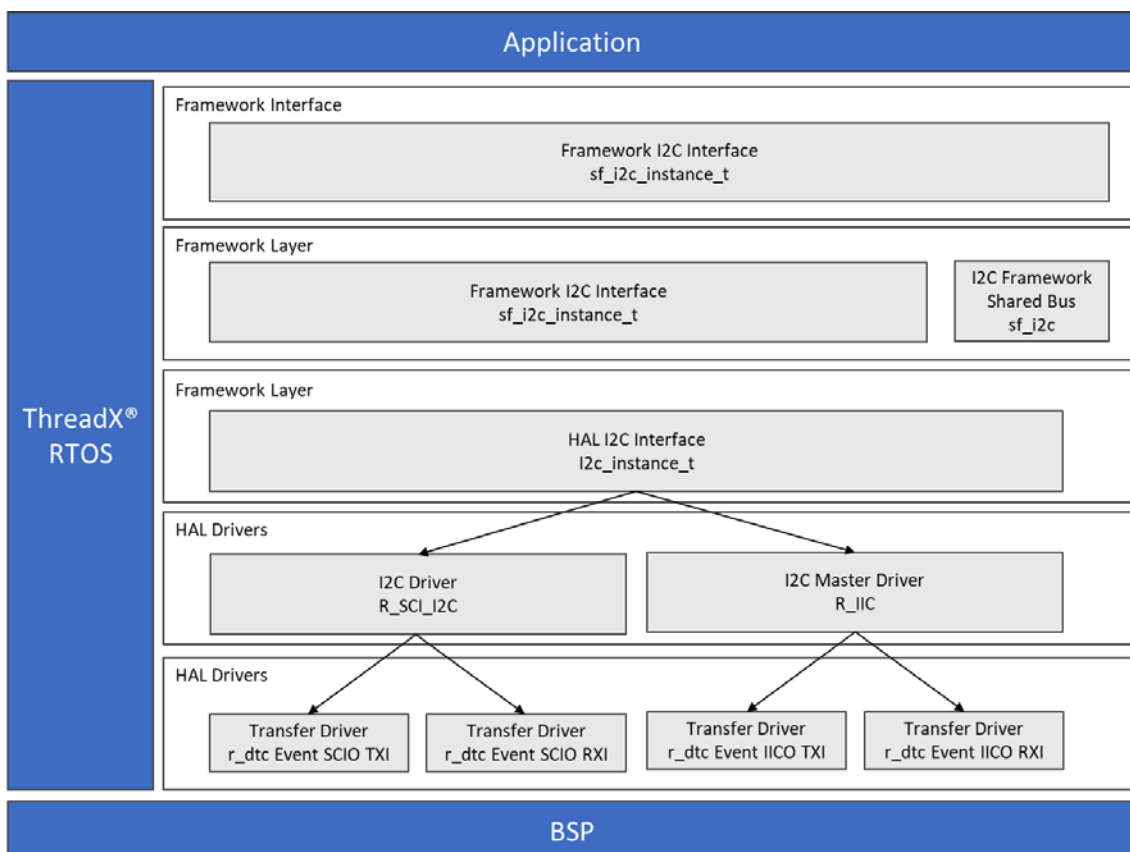 Application
ThreadX®
RTOS
Framework Interface
Framework I2C Interface
sf_i2c_instance_t
Framework Layer
Framework I2C Interface
sf_i2c_instance_t
I2C Framework
Shared Bus
sf_i2c
Framework Layer
HAL I2C Interface
I2c_instance_t
HAL Drivers
I2C Driver
R_SCI_I2C
I2C Master Driver
R_IIC
HAL Drivers
Transfer Driver
r_dtc Event SCIO TXI
Transfer Driver
r_dtc Event SCIO RXI
Transfer Driver
r_dtc Event IICO TXI
Transfer Driver
r_dtc Event IICO RXI
BSP